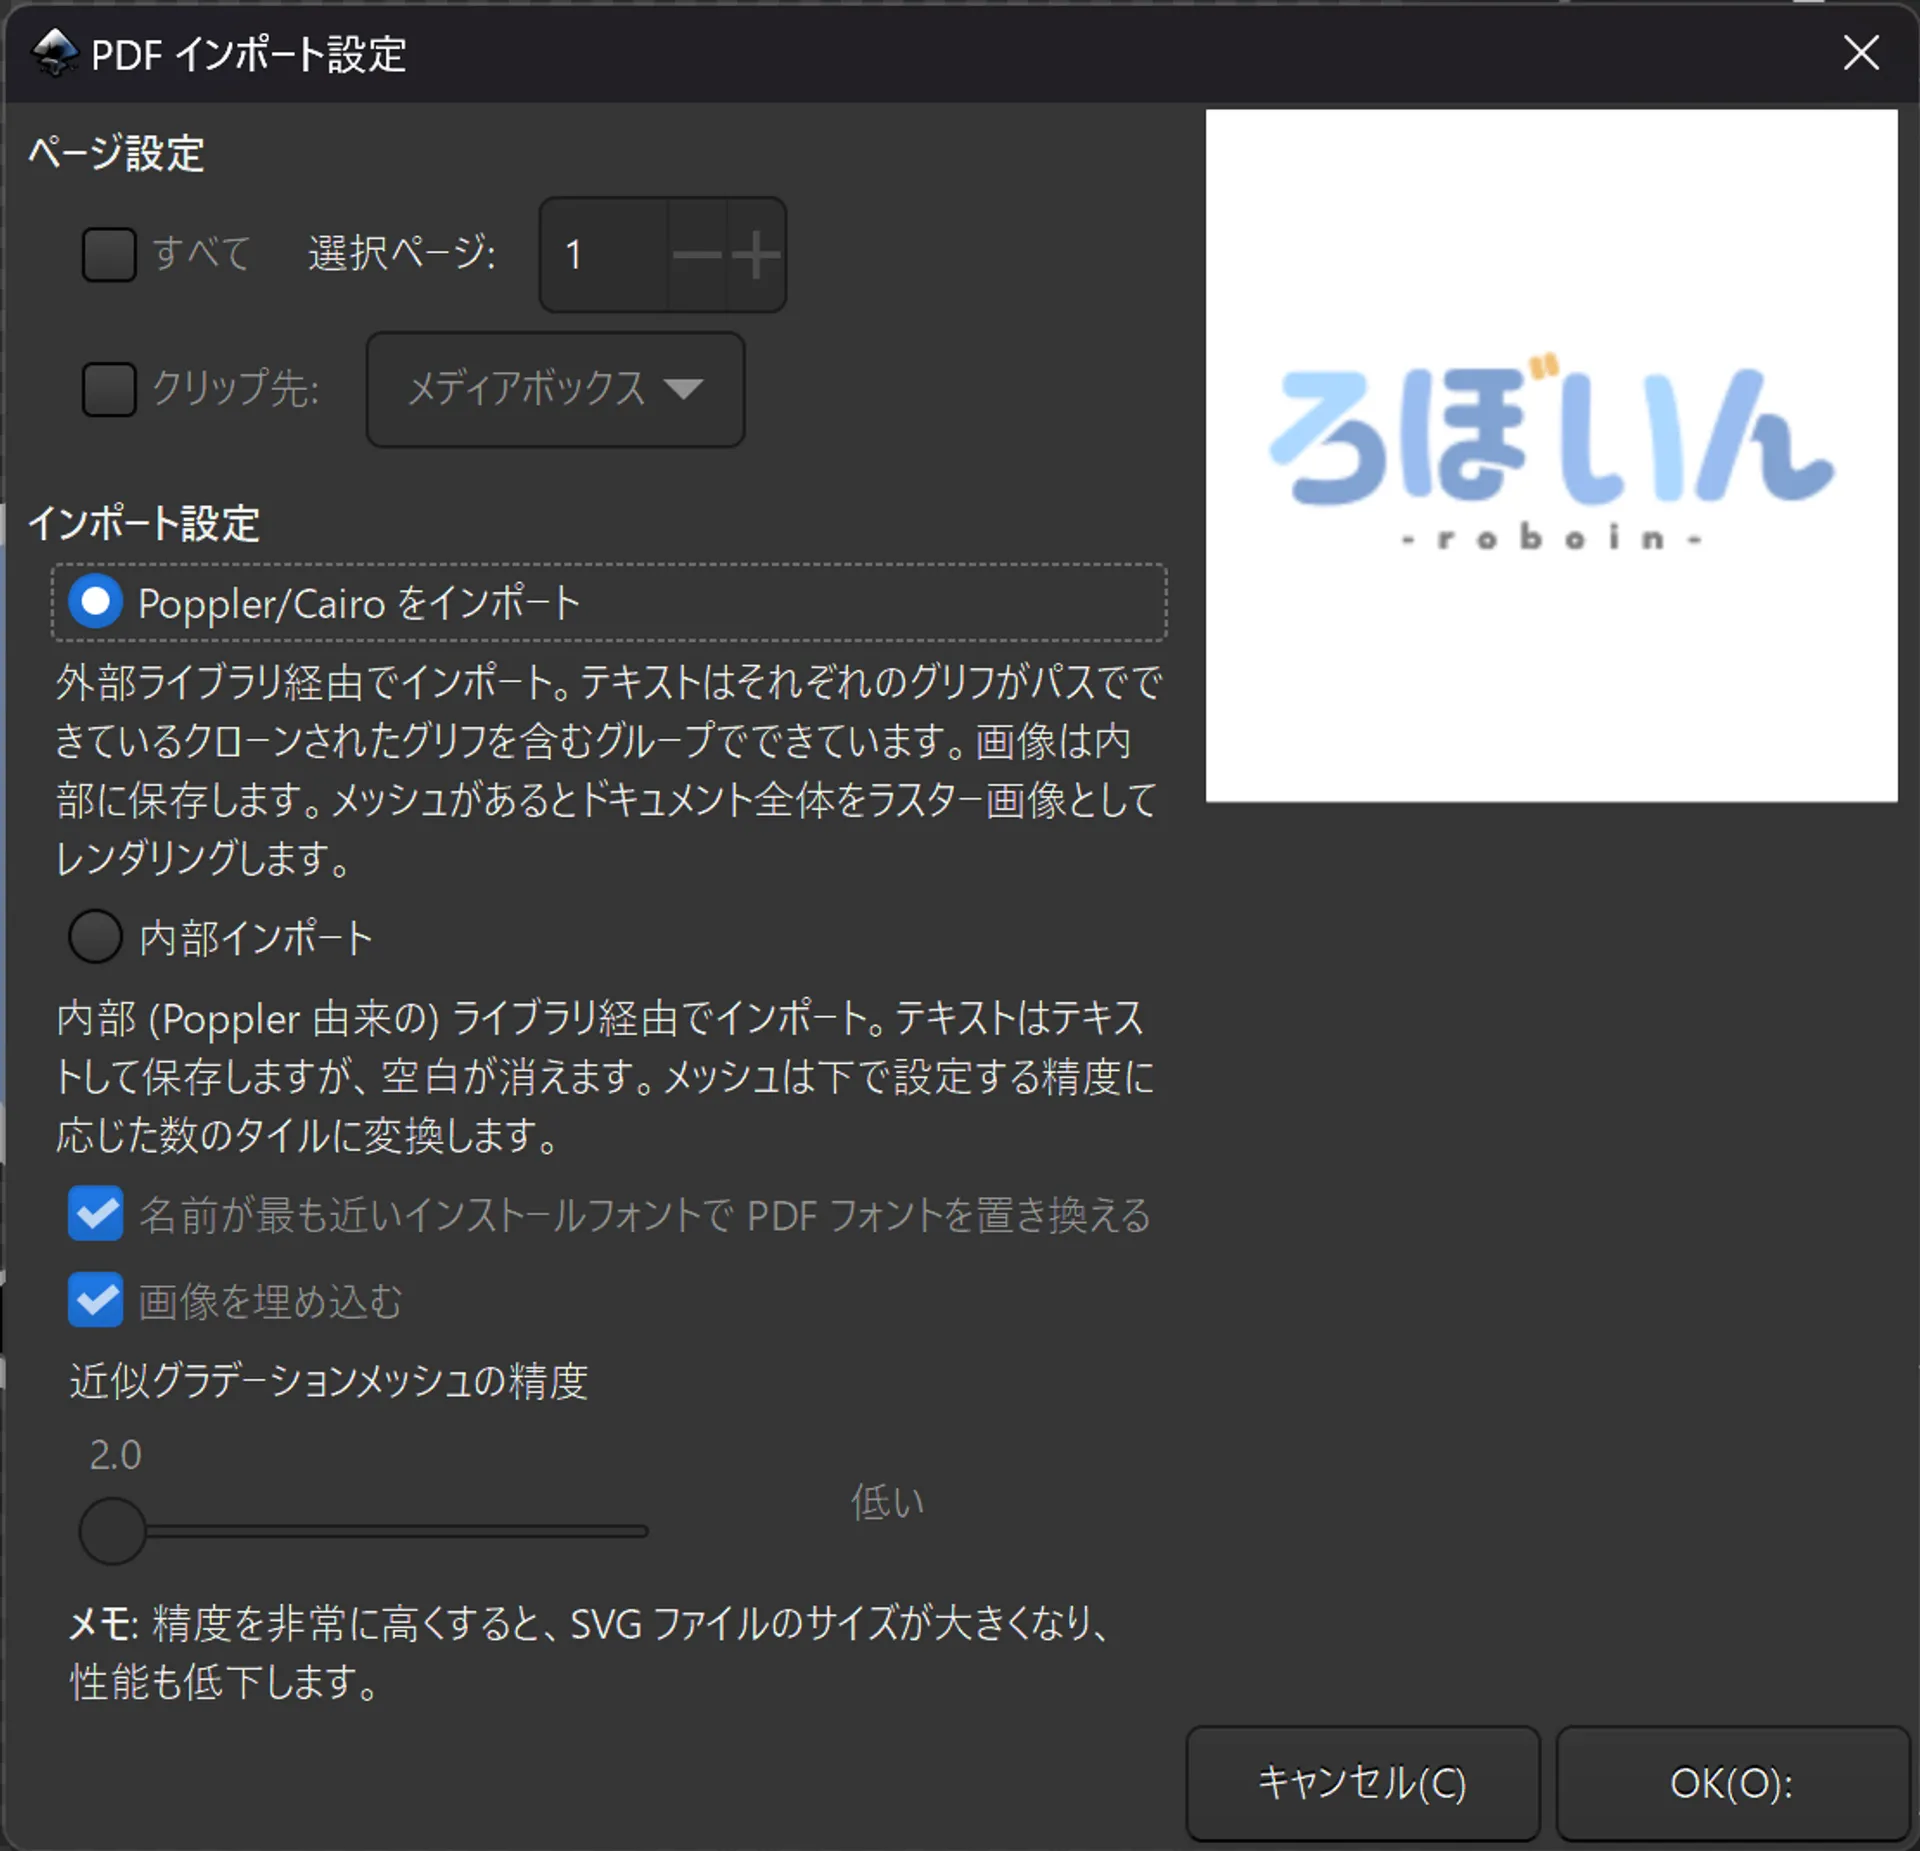 PDF インポート設定
ページ設定
すべて 選択ページ: 1
クリップ先: メディアボックス
インポート設定
Poppler/Cairo をインポート
外部ライブラリ経由でインポート。テキストはそれぞれのグリフがパスでで
きているクローンされたグリフを含むグループでできています。画像は内
部に保存します。メッシュがあるとドキュメント全体をラスター画像として
レンダリングします。
内部インポート
内部 (Poppler 由来の) ライブラリ経由でインポート。テキストはテキス
トして保存しますが、空白が消えます。メッシュは下で設定する精度に
応じた数のタイルに変換します。
名前が最も近いインストールフォントで PDF フォントを置き換える
画像を埋め込む
近似グラデーションメッシュの精度
2.0
低い
メモ: 精度を非常に高くすると、SVG ファイルのサイズが大きくなり、
性能も低下します。
キャンセル(C) OK(O):
ろぼいん
-roboin-